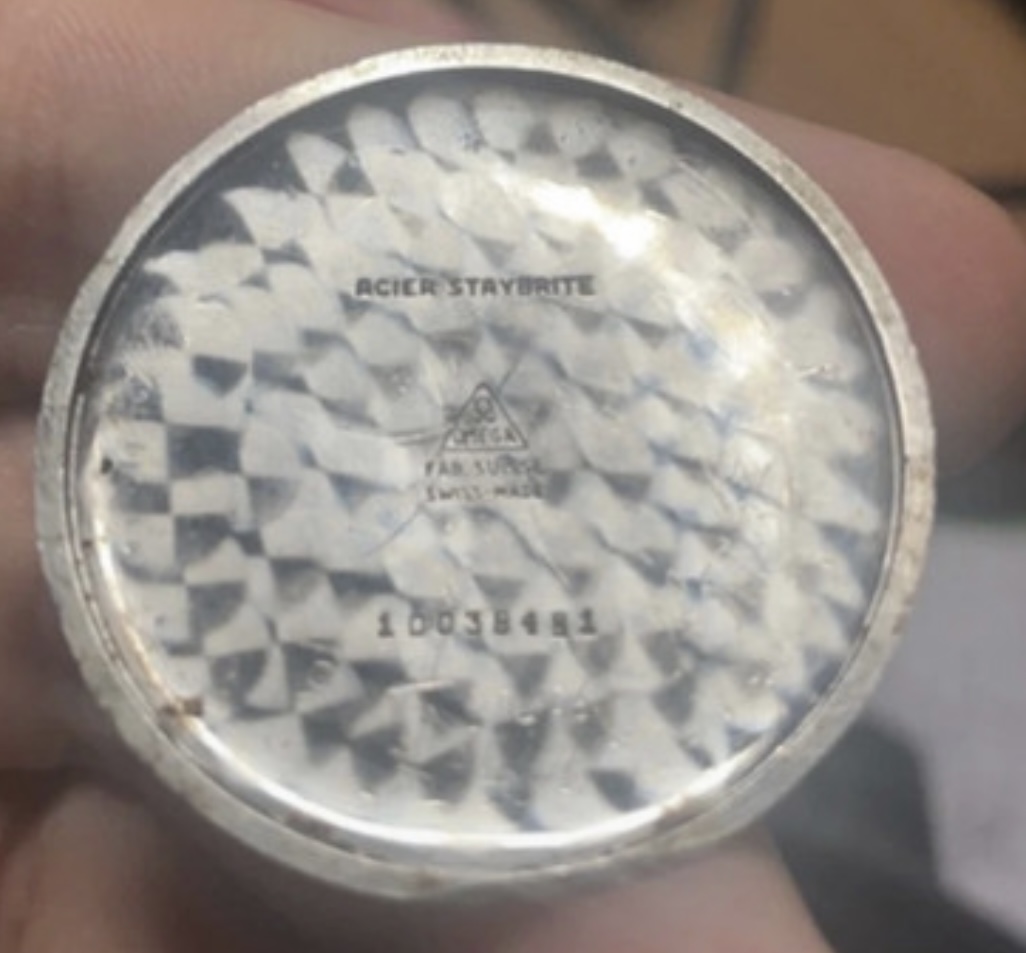 ACIER STAYBRITE
Ω
OMEGA
FAB. SUISSE
SWISS MADE
10038481